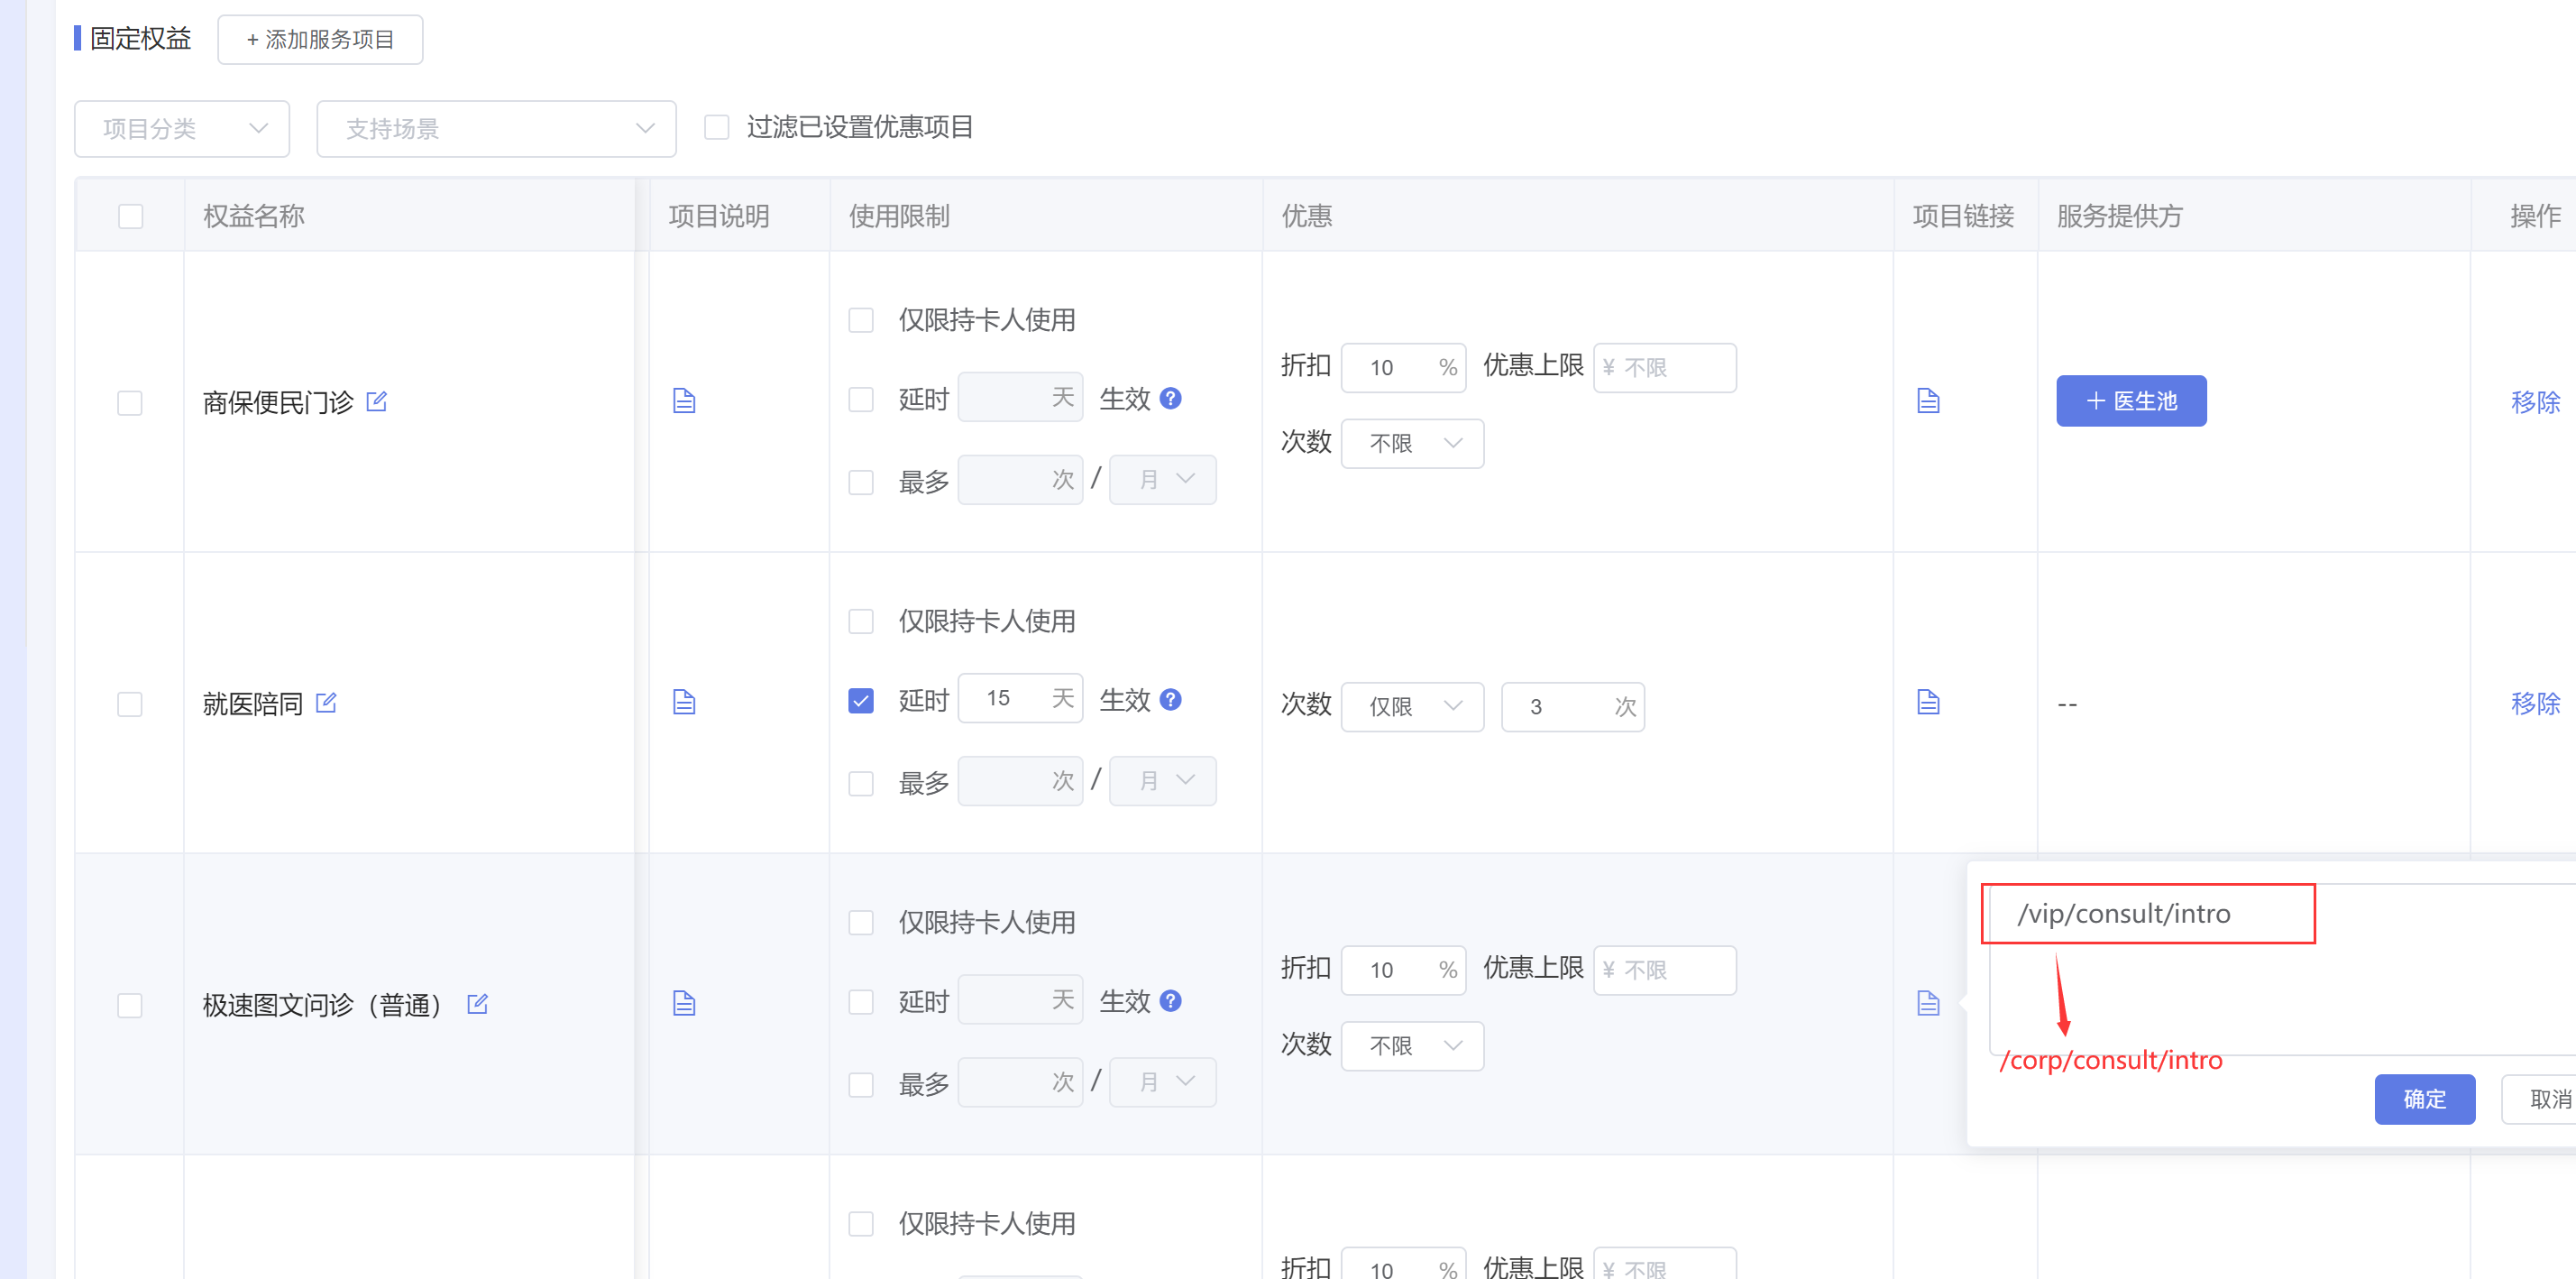 固定权益
+ 添加服务项目
项目分类
支持场景
过滤已设置优惠项目
权益名称 项目说明 使用限制 优惠 项目链接 服务提供方 操作
仅限持卡人使用
折扣 10 % 优惠上限 ¥ 不限
商保便民门诊
延时 天 生效 ?
+ 医生池
移除
次数 不限
最多 次 / 月
仅限持卡人使用
就医陪同
延时 15 天 生效 ?
次数 仅限 3 次
--
移除
最多 次 / 月
仅限持卡人使用
/vip/consult/intro
折扣 10 % 优惠上限 ¥ 不限
极速图文问诊（普通）
延时 天 生效 ?
次数 不限
/corp/consult/intro
最多 次 / 月
确定
取消
仅限持卡人使用
折扣 10 % 优惠上限 ¥ 不限